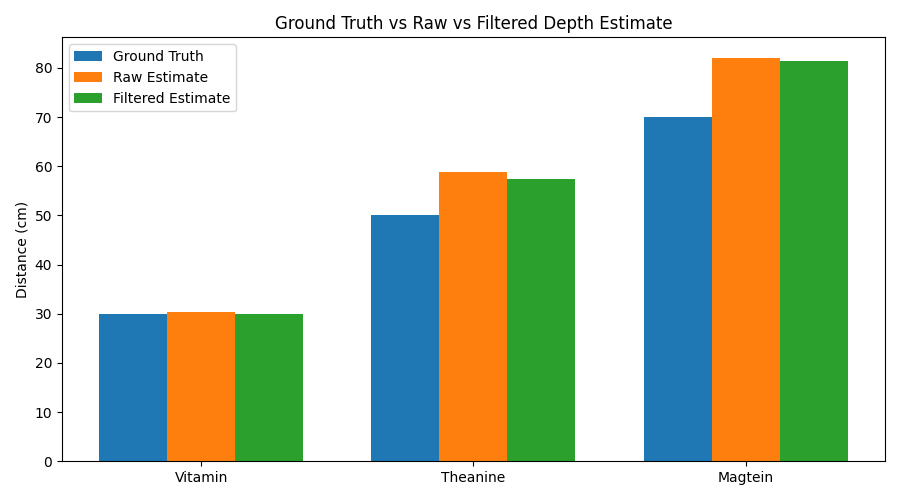 Ground Truth vs Raw vs Filtered Depth Estimate
Ground Truth
Raw Estimate
Filtered Estimate
Distance (cm)
80
70
60
50
40
30
20
10
0
Vitamin Theanine Magtein